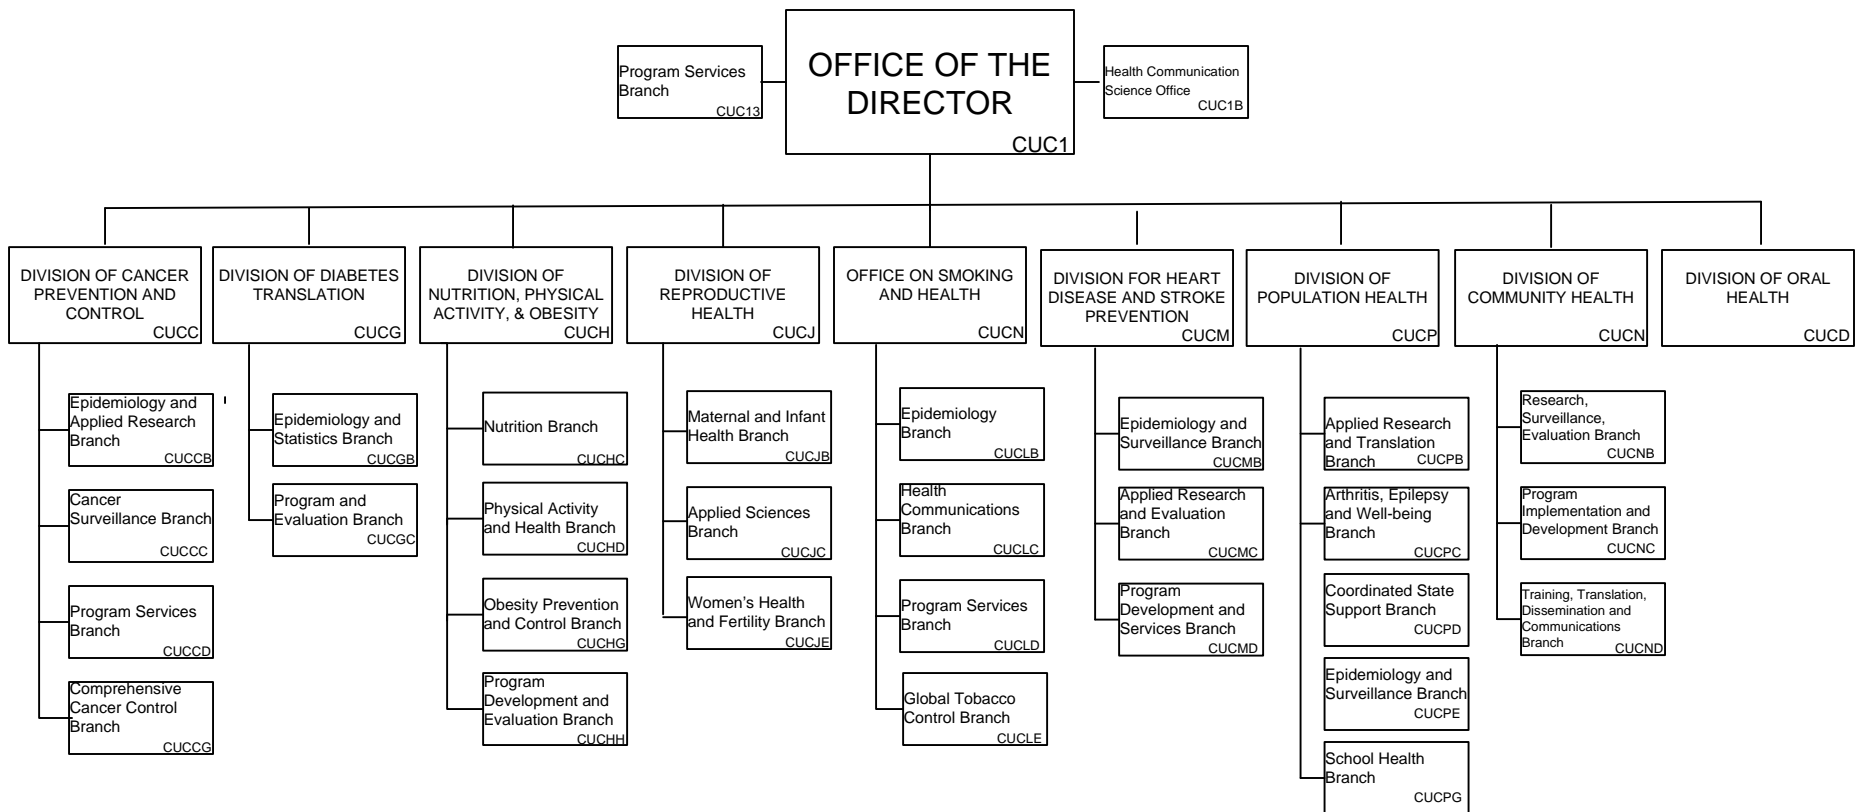 Program Services
Branch
CUC13
OFFICE OF THE
DIRECTOR
CUC1
Health Communication
Science Office
CUC1B
DIVISION OF CANCER
PREVENTION AND
CONTROL
CUCC
DIVISION OF DIABETES
TRANSLATION
CUCG
DIVISION OF
NUTRITION, PHYSICAL
ACTIVITY, & OBESITY
CUCH
DIVISION OF
REPRODUCTIVE
HEALTH
CUCJ
OFFICE ON SMOKING
AND HEALTH
CUCN
DIVISION FOR HEART
DISEASE AND STROKE
PREVENTION
CUCM
DIVISION OF
POPULATION HEALTH
CUCP
DIVISION OF
COMMUNITY HEALTH
CUCN
DIVISION OF ORAL
HEALTH
CUCD
Epidemiology and
Applied Research
Branch
CUCCB
Cancer
Surveillance Branch
CUCCC
Program Services
Branch
CUCCD
Comprehensive
Cancer Control
Branch
CUCCG
Epidemiology and
Statistics Branch
CUCGB
Program and
Evaluation Branch
CUCGC
Nutrition Branch
CUCHC
Physical Activity
and Health Branch
CUCHD
Obesity Prevention
and Control Branch
CUCHG
Program
Development and
Evaluation Branch
CUCHH
Maternal and Infant
Health Branch
CUCJB
Applied Sciences
Branch
CUCJC
Women’s Health
and Fertility Branch
CUCJE
Epidemiology
Branch
CUCLB
Health
Communications
Branch
CUCLC
Program Services
Branch
CUCLD
Global Tobacco
Control Branch
CUCLE
Epidemiology and
Surveillance Branch
CUCMB
Applied Research
and Evaluation
Branch
CUCMC
Program
Development and
Services Branch
CUCMD
Applied Research
and Translation
Branch
CUCPB
Arthritis, Epilepsy
and Well-being
Branch
CUCPC
Coordinated State
Support Branch
CUCPD
Epidemiology and
Surveillance Branch
CUCPE
School Health
Branch
CUCPG
Research,
Surveillance,
Evaluation Branch
CUCNB
Program
Implementation and
Development Branch
CUCNC
Training, Translation,
Dissemination and
Communications
Branch
CUCND